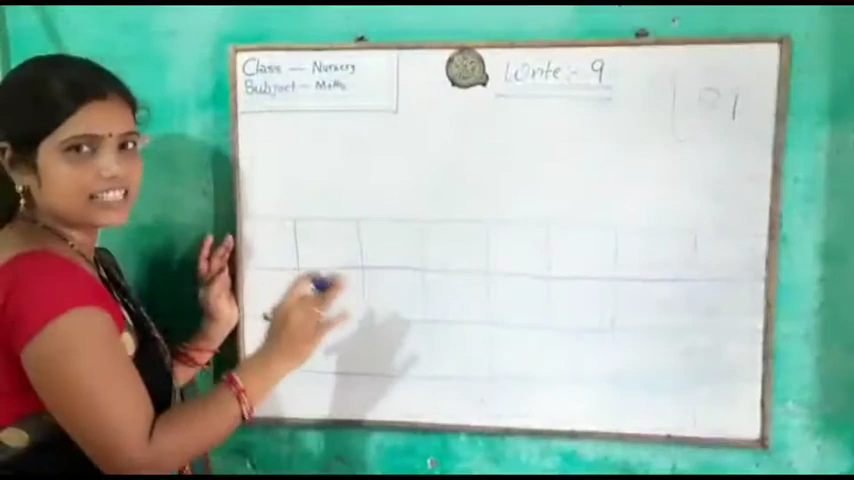 Class — Nursery
Subject — Maths
Write :- 9